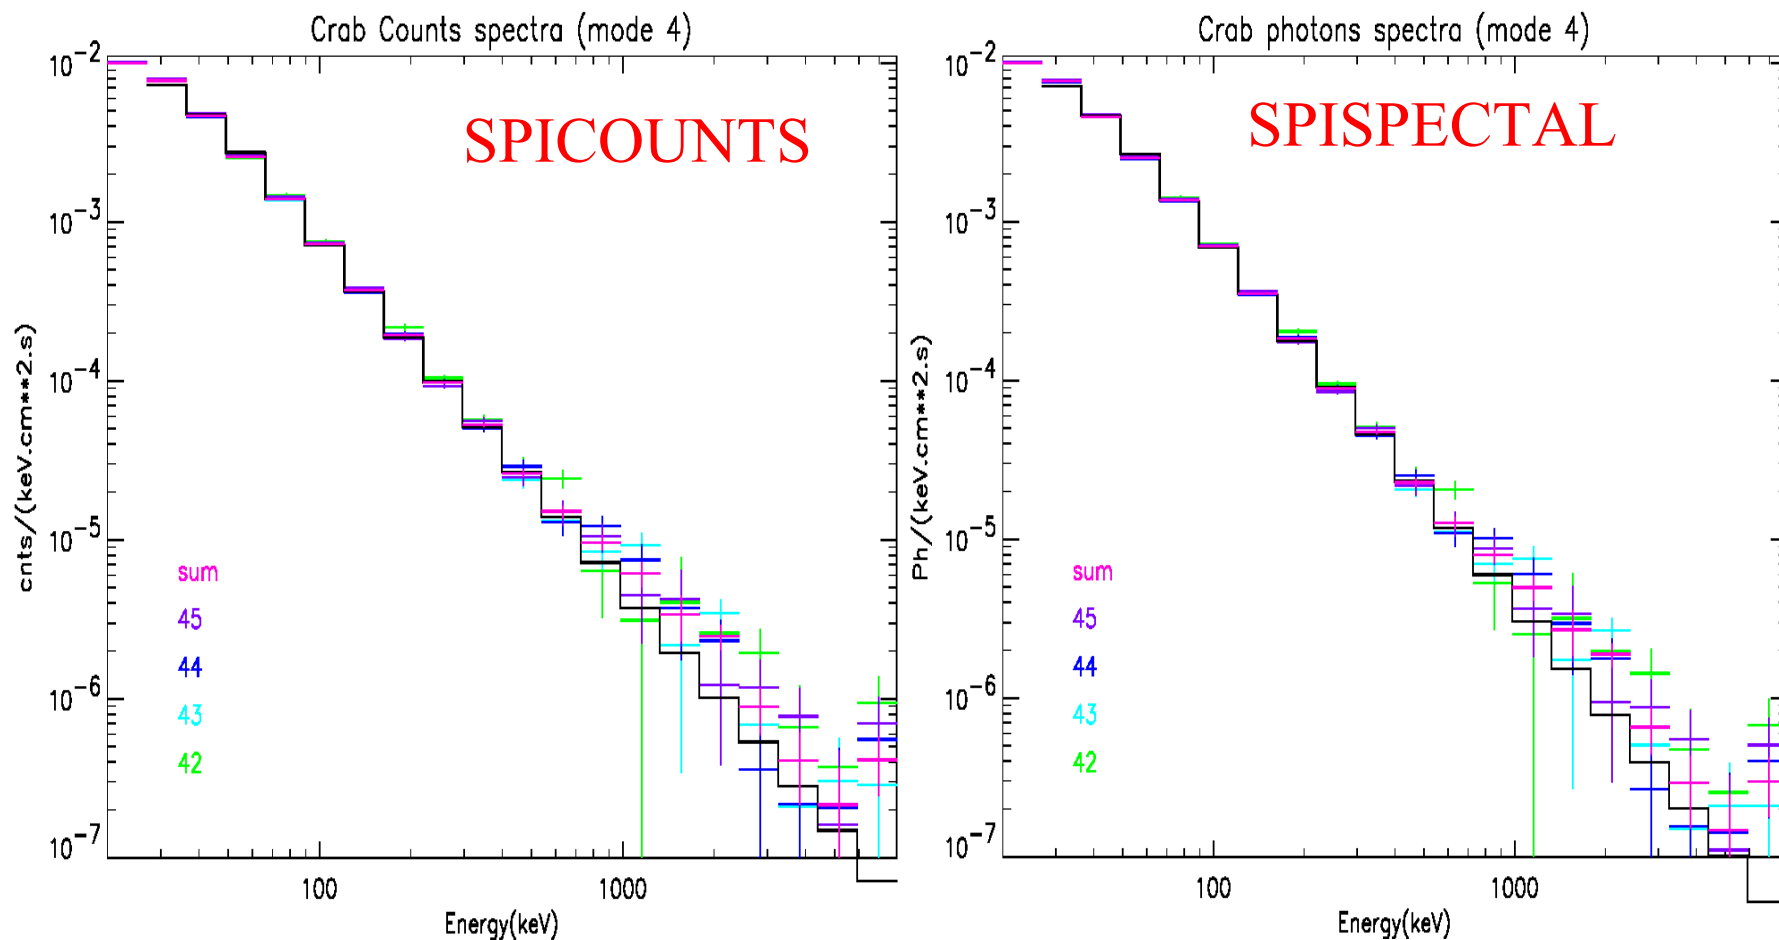 Crab Counts spectra (mode 4)
SPICOUNTS
cnts/(keV.cm**2.s)
10^-2
10^-3
10^-4
10^-5
10^-6
10^-7
sum
45
44
43
42
100
1000
Energy(keV)
Crab photons spectra (mode 4)
SPISPECTAL
Ph/(keV.cm**2.s)
10^-2
10^-3
10^-4
10^-5
10^-6
10^-7
sum
45
44
43
42
100
1000
Energy(keV)